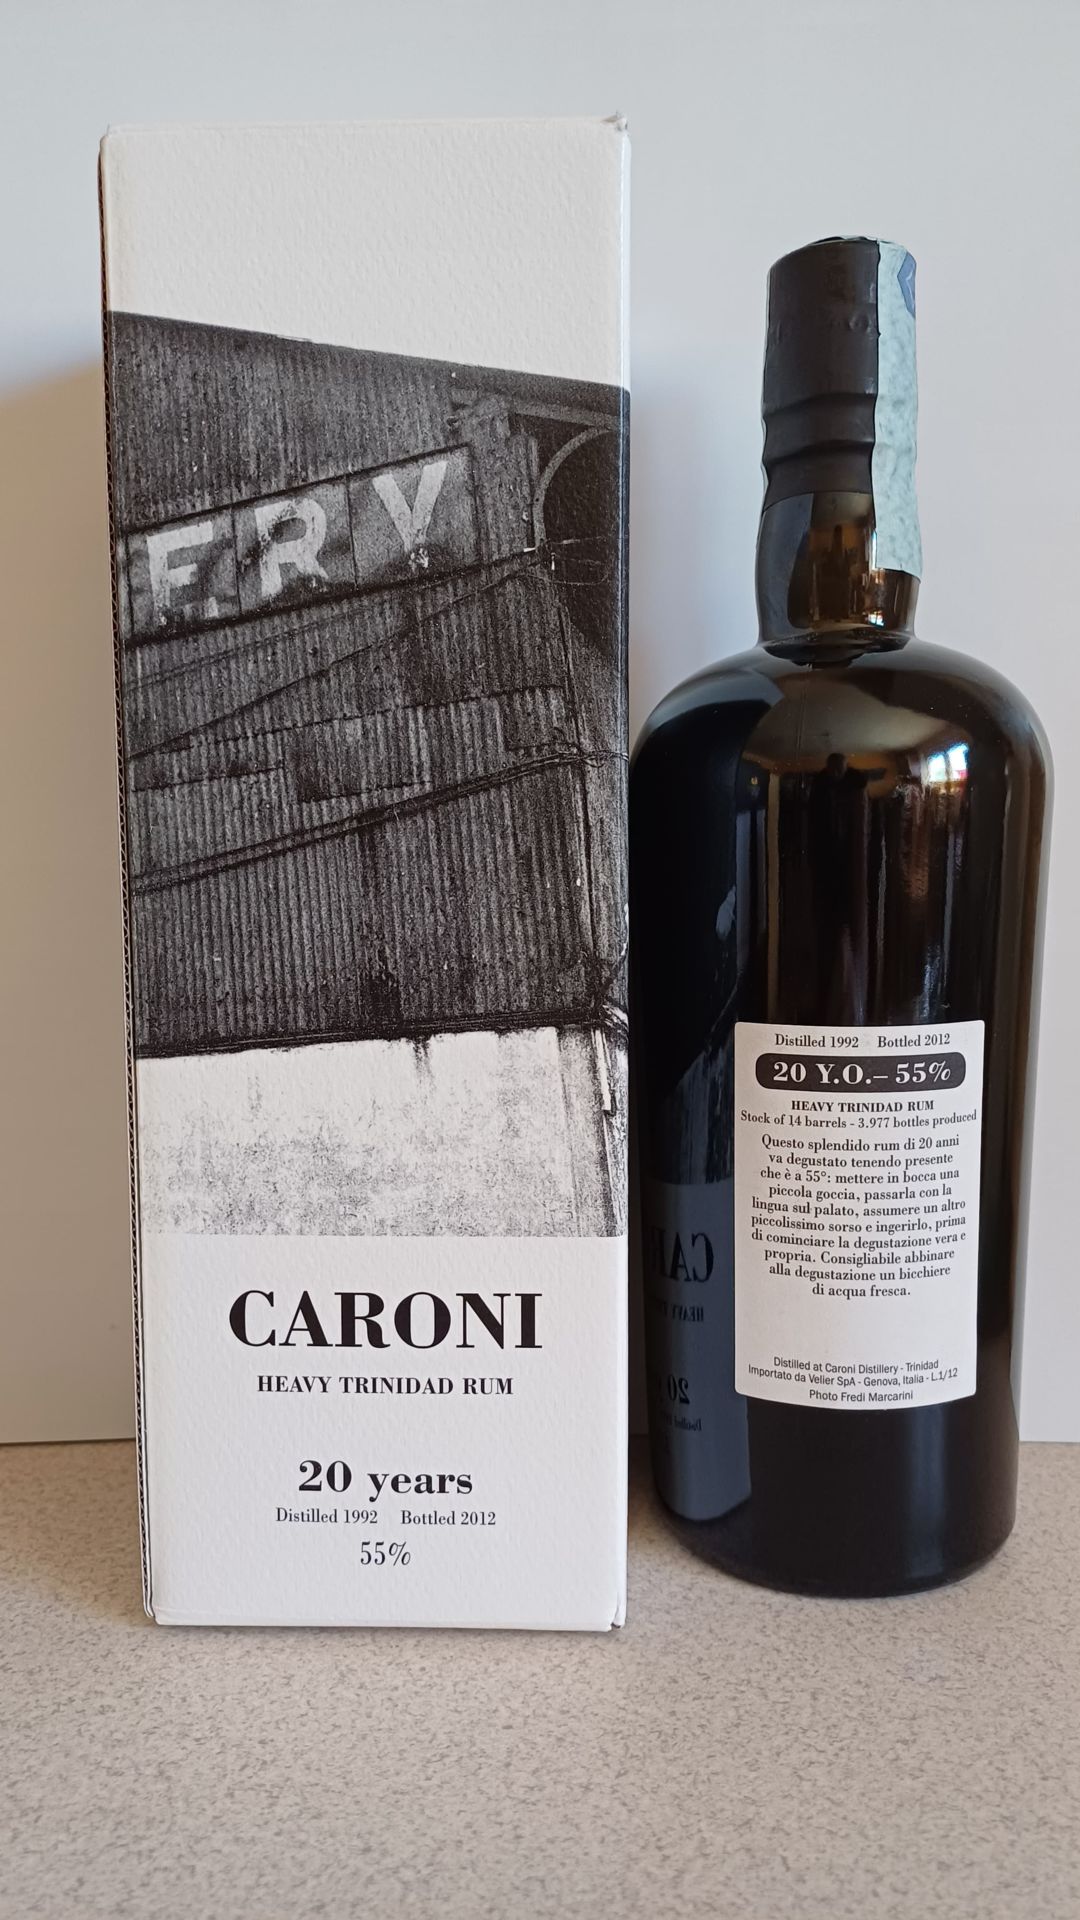 ERY
CARONI
HEAVY TRINIDAD RUM
20 years
Distilled 1992 Bottled 2012
55%
Distilled 1992 Bottled 2012
20 Y.O.– 55%
HEAVY TRINIDAD RUM
Stock of 14 barrels - 3.977 bottles produced
Questo splendido rum di 20 anni
va degustato tenendo presente
che è a 55°: mettere in bocca una
piccola goccia, passarla con la
lingua sul palato, assumere un altro
piccolissimo sorso e ingerirlo, prima
di cominciare la degustazione vera e
propria. Consigliabile abbinare
alla degustazione un bicchiere
di acqua fresca.
Distilled at Caroni Distillery - Trinidad
Importato da Velier SpA - Genova, Italia - L.1/12
Photo Fredi Marcarini